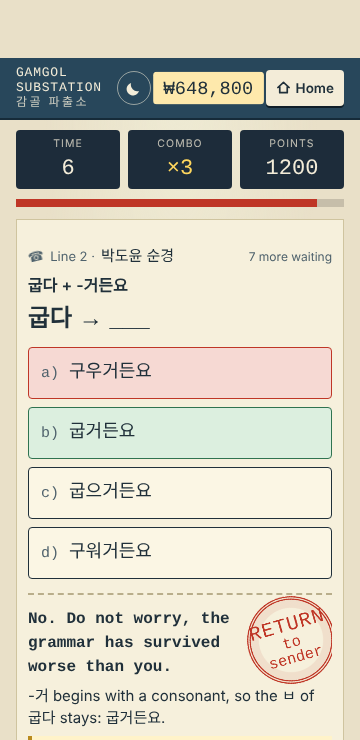 GAMGOL
SUBSTATION
감골 파출소
₩648,800
Home
TIME
6
COMBO
×3
POINTS
1200
☎ Line 2 · 박도윤 순경
7 more waiting
굽다 + -거든요
굽다 → ___
a) 구우거든요
b) 굽거든요
c) 굽으거든요
d) 구워거든요
No. Do not worry, the
grammar has survived
worse than you.
RETURN
to
sender
-거 begins with a consonant, so the ㅂ of
굽다 stays: 굽거든요.